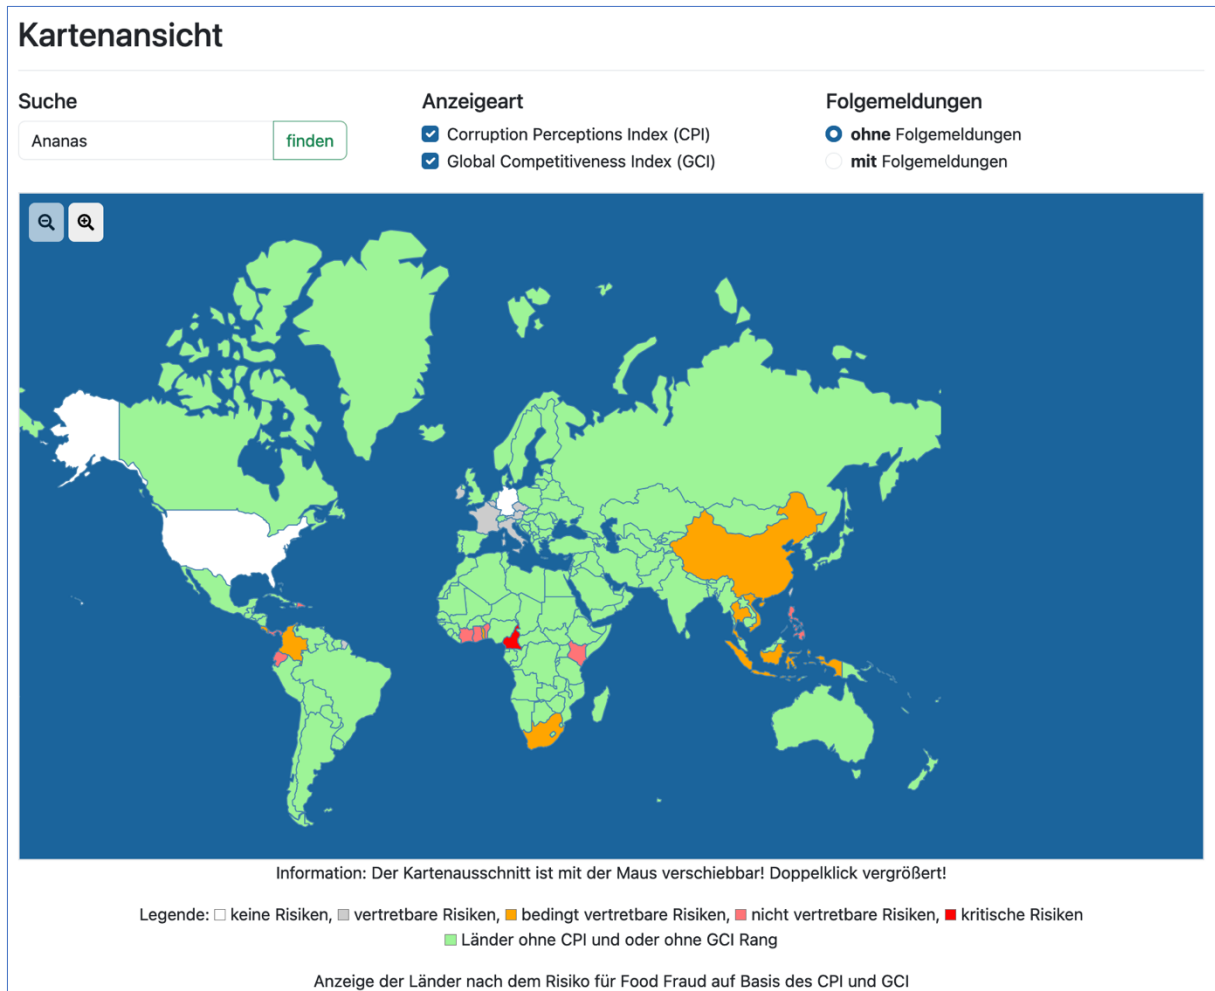 Kartenansicht
Suche
Anzeigeart
Folgemeldungen
Ananas
finden
Corruption Perceptions Index (CPI)
Global Competitiveness Index (GCI)
ohne Folgemeldungen
mit Folgemeldungen
Information: Der Kartenausschnitt ist mit der Maus verschiebbar! Doppelklick vergrößert!
Legende: keine Risiken, vertretbare Risiken, bedingt vertretbare Risiken, nicht vertretbare Risiken, kritische Risiken
Länder ohne CPI und oder ohne GCI Rang
Anzeige der Länder nach dem Risiko für Food Fraud auf Basis des CPI und GCI